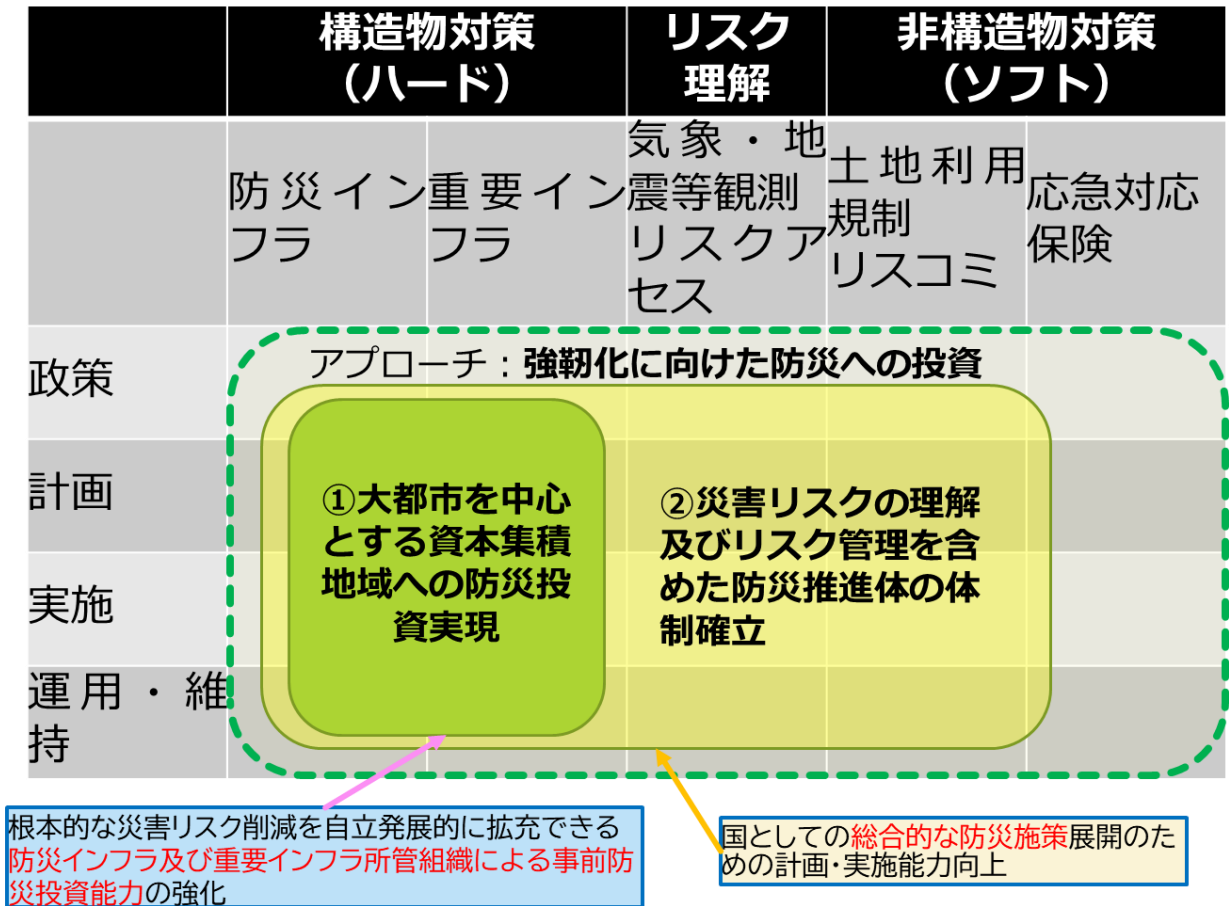 構造物対策
（ハード）
リスク
理解
非構造物対策
（ソフト）
防災イン
フラ
重要イン
フラ
気象・地
震等観測
リスクア
セス
土地利用
規制
リスコミ
応急対応
保険
政策
アプローチ：強靭化に向けた防災への投資
計画
実施
運用・維
持
①大都市を中心
とする資本集積
地域への防災投
資実現
②災害リスクの理解
及びリスク管理を含
めた防災推進体の体
制確立
根本的な災害リスク削減を自立発展的に拡充できる
防災インフラ及び重要インフラ所管組織による事前防
災投資能力の強化
国としての総合的な防災施策展開のた
めの計画・実施能力向上